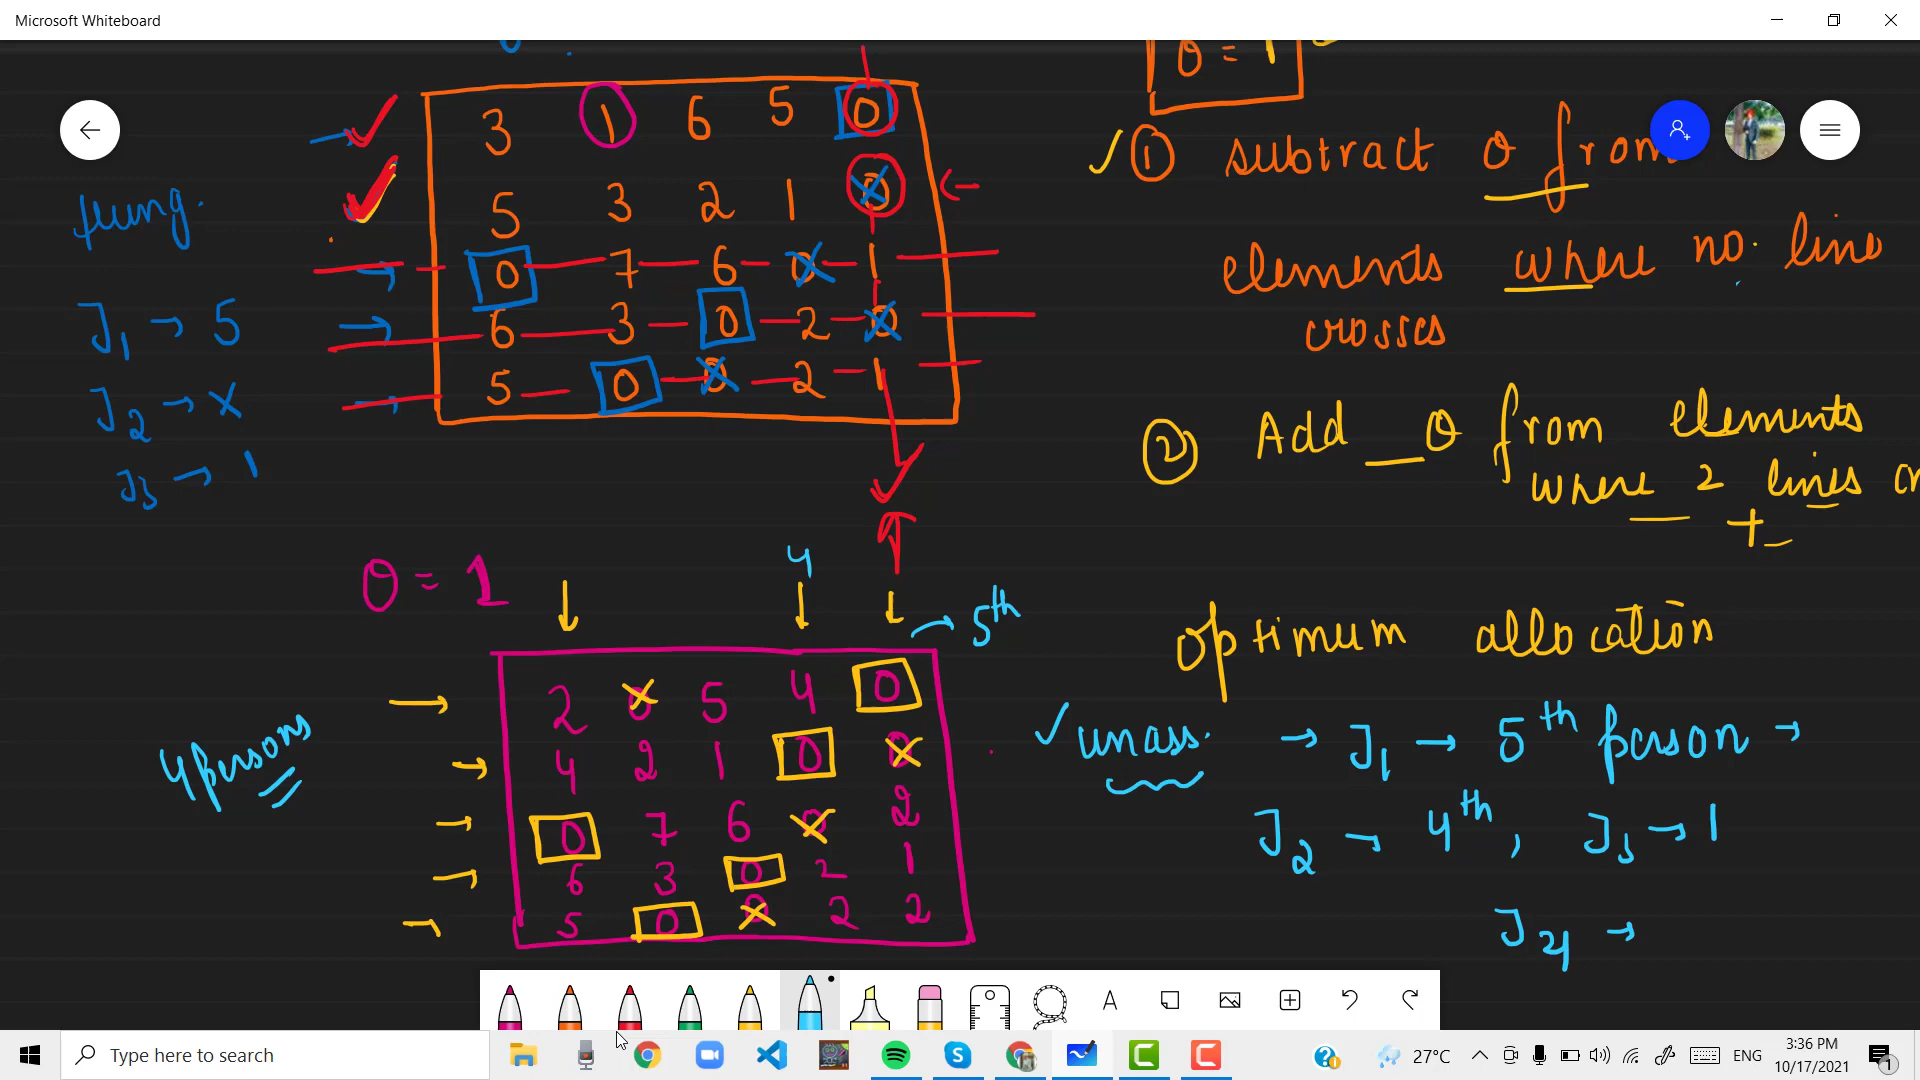 Microsoft Whiteboard
θ = 1
3 1 6 5 0
5 3 2 1 0
0 7 6 0 1
6 3 0 2 0
5 0 0 2 1
J1 → 5
J2 → x
J3 → 1
① subtract θ from
elements where no. line
crosses
② Add θ from elements
where 2 lines
+
θ = 1
4
5th
4 persons
2 0 5 4 0
4 2 1 0 0
0 7 6 0 2
6 3 0 2 1
5 0 0 2 2
optimum allocation
unass. → J1 → 5th person →
J2 → 4th, J3 → 1
J4 →
Type here to search
27°C
ENG
3:36 PM
10/17/2021
1